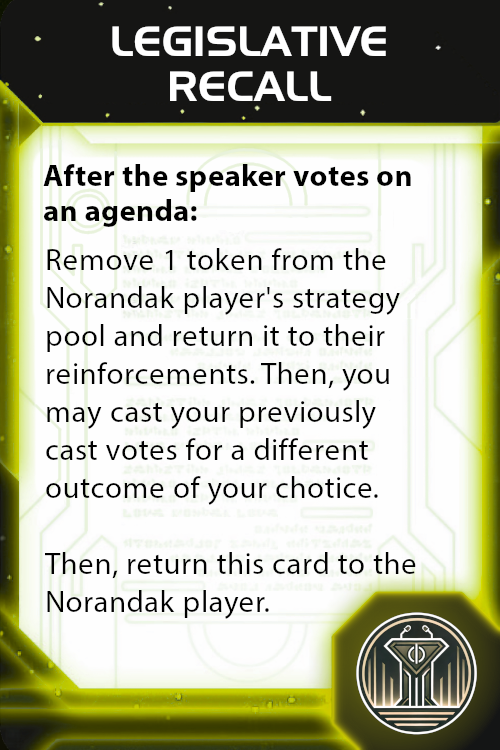 LEGISLATIVE
RECALL
After the speaker votes on
an agenda:
Remove 1 token from the
Norandak player's strategy
pool and return it to their
reinforcements. Then, you
may cast your previously
cast votes for a different
outcome of your chotice.
Then, return this card to the
Norandak player.